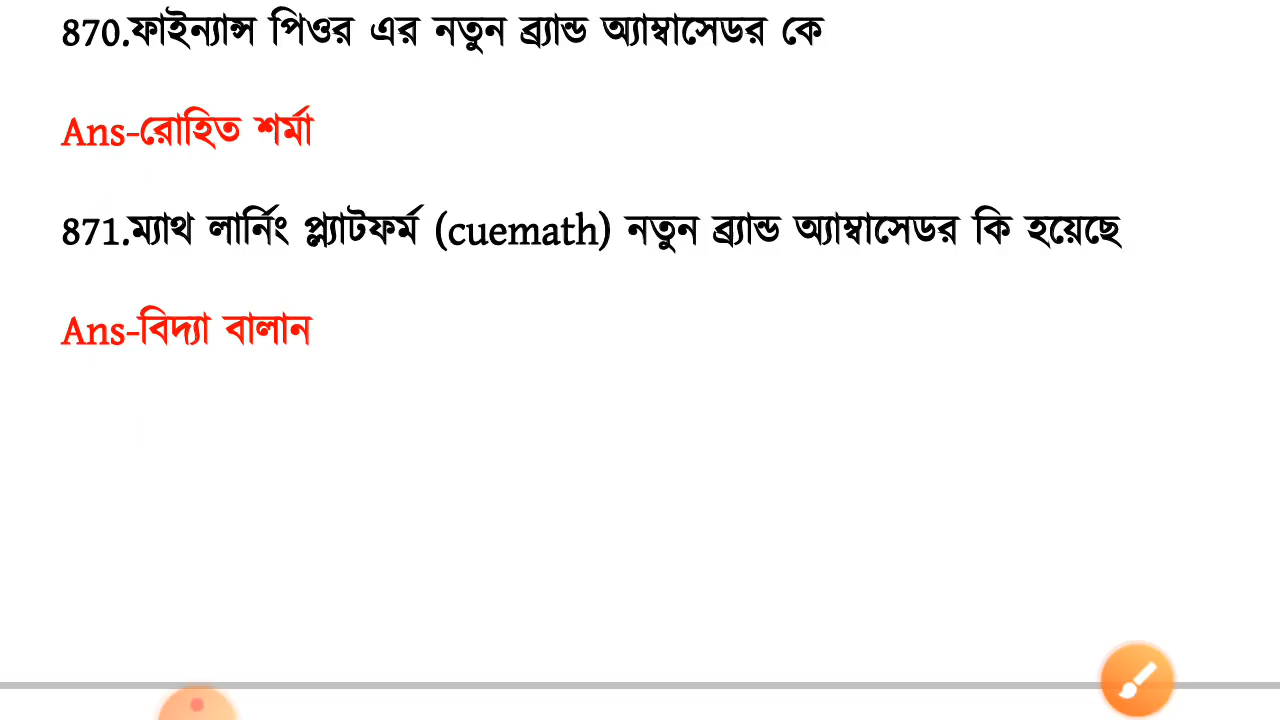 870.ফাইন্যান্স পিওর এর নতুন ব্র্যান্ড অ্যাম্বাসেডর কে
Ans-রোহিত শর্মা
871.ম্যাথ লার্নিং প্ল্যাটফর্ম (cuemath) নতুন ব্র্যান্ড অ্যাম্বাসেডর কি হয়েছে
Ans-বিদ্যা বালান